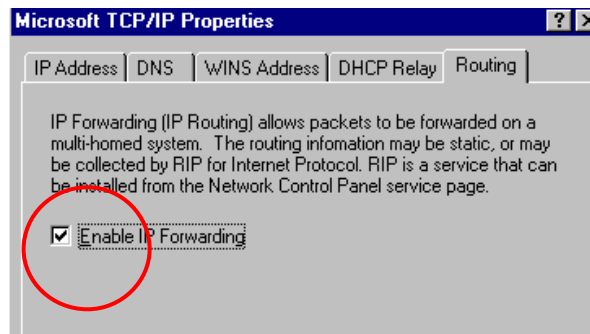 Microsoft TCP/IP Properties
IP Address DNS WINS Address DHCP Relay Routing
IP Forwarding (IP Routing) allows packets to be forwarded on a
multi-homed system. The routing infomation may be static, or may
be collected by RIP for Internet Protocol. RIP is a service that can
be installed from the Network Control Panel service page.
Enable IP Forwarding